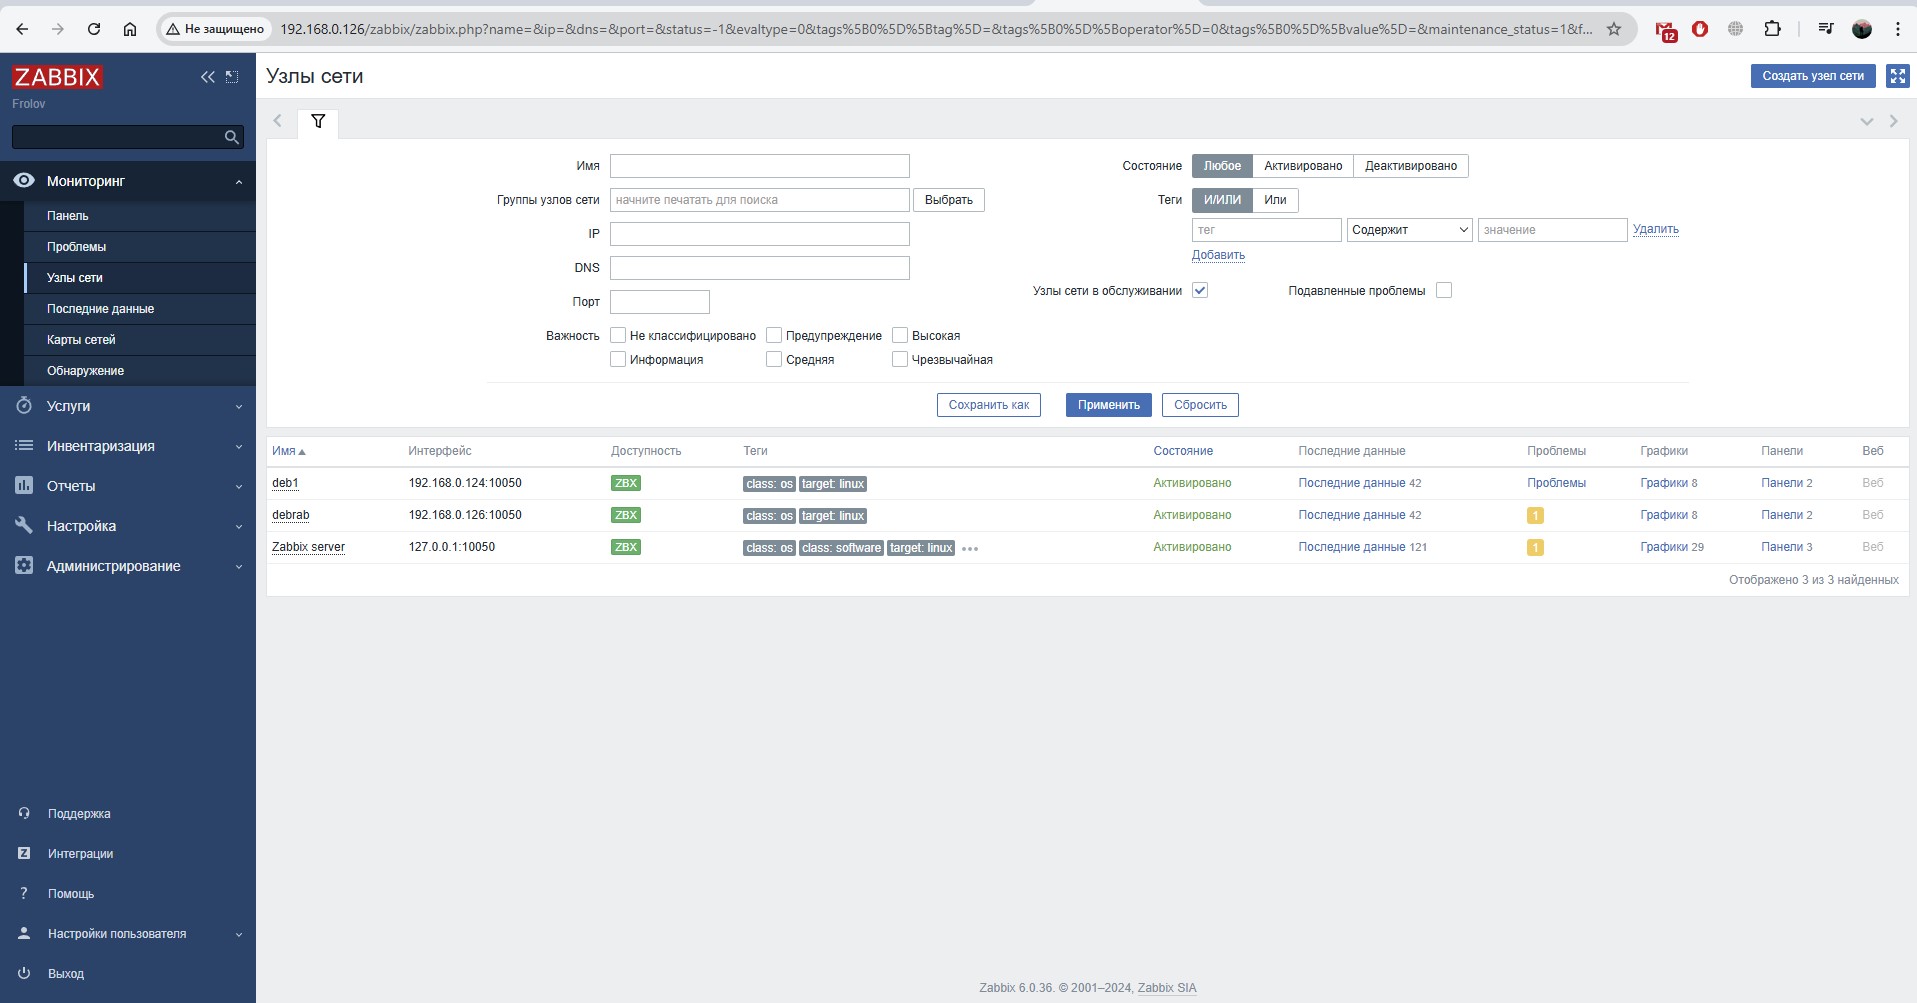 Не защищено 192.168.0.126/zabbix/zabbix.php?name=&ip=&dns=&port=&status=-1&evaltype=0&tags%5B0%5D%5Btag%5D=&tags%5B0%5D%5Boperator%5D=0&tags%5B0%5D%5Bvalue%5D=&maintenance_status=1&f... 12
ZABBIX
Frolov
Мониторинг
Панель
Проблемы
Узлы сети
Последние данные
Карты сетей
Обнаружение
Услуги
Инвентаризация
Отчеты
Настройка
Администрирование
Поддержка
Z Интеграции
? Помощь
Настройки пользователя
Выход
Узлы сети
Создать узел сети
Имя
Группы узлов сети начните печатать для поиска Выбрать
IP
DNS
Порт
Важность Не классифицировано Предупреждение Высокая
Информация Средняя Чрезвычайная
Состояние Любое Активировано Деактивировано
Теги И/ИЛИ Или
тег Содержит значение Удалить
Добавить
Узлы сети в обслуживании Подавленные проблемы
Сохранить как Применить Сбросить
Имя Интерфейс Доступность Теги Состояние Последние данные Проблемы Графики Панели Веб
deb1 192.168.0.124:10050 ZBX class: os target: linux Активировано Последние данные 42 Проблемы Графики 8 Панели 2 Веб
debrab 192.168.0.126:10050 ZBX class: os target: linux Активировано Последние данные 42 1 Графики 8 Панели 2 Веб
Zabbix server 127.0.0.1:10050 ZBX class: os class: software target: linux ••• Активировано Последние данные 121 1 Графики 29 Панели 3 Веб
Отображено 3 из 3 найденных
Zabbix 6.0.36. © 2001–2024, Zabbix SIA